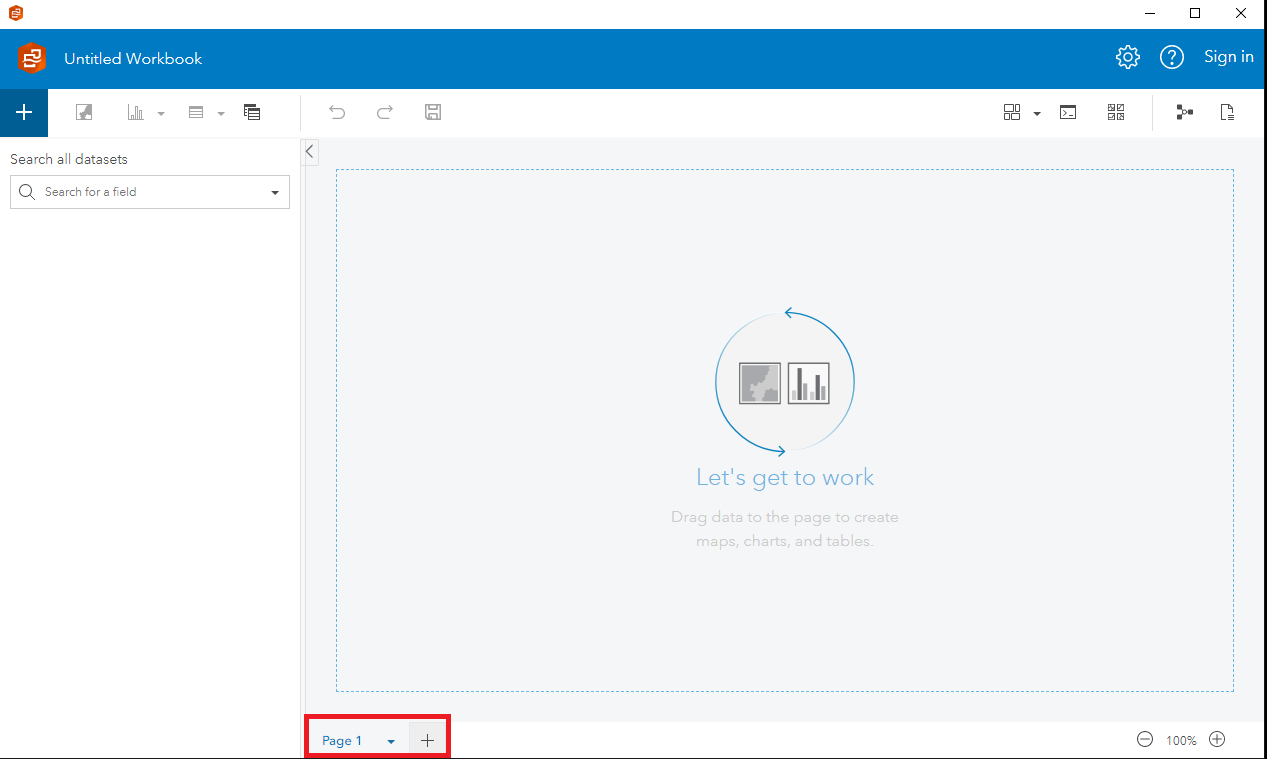 Untitled Workbook
Sign in
Search all datasets
Search for a field
Let's get to work
Drag data to the page to create
maps, charts, and tables.
Page 1
100%